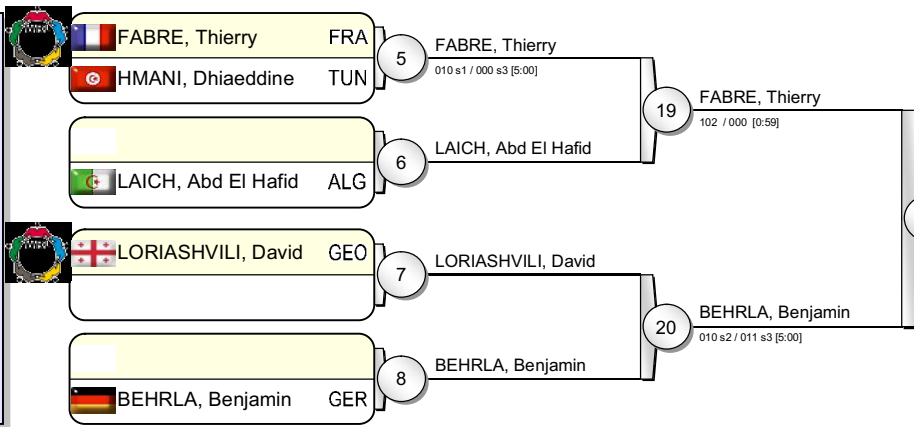 FABRE, Thierry FRA
HMANI, Dhiaeddine TUN
5
FABRE, Thierry
010 s1 / 000 s3 [5:00]
LAICH, Abd El Hafid ALG
6
LAICH, Abd El Hafid
19
FABRE, Thierry
102 / 000 [0:59]
LORIASHVILI, David GEO
7
LORIASHVILI, David
BEHRLA, Benjamin GER
8
BEHRLA, Benjamin
20
BEHRLA, Benjamin
010 s2 / 011 s3 [5:00]